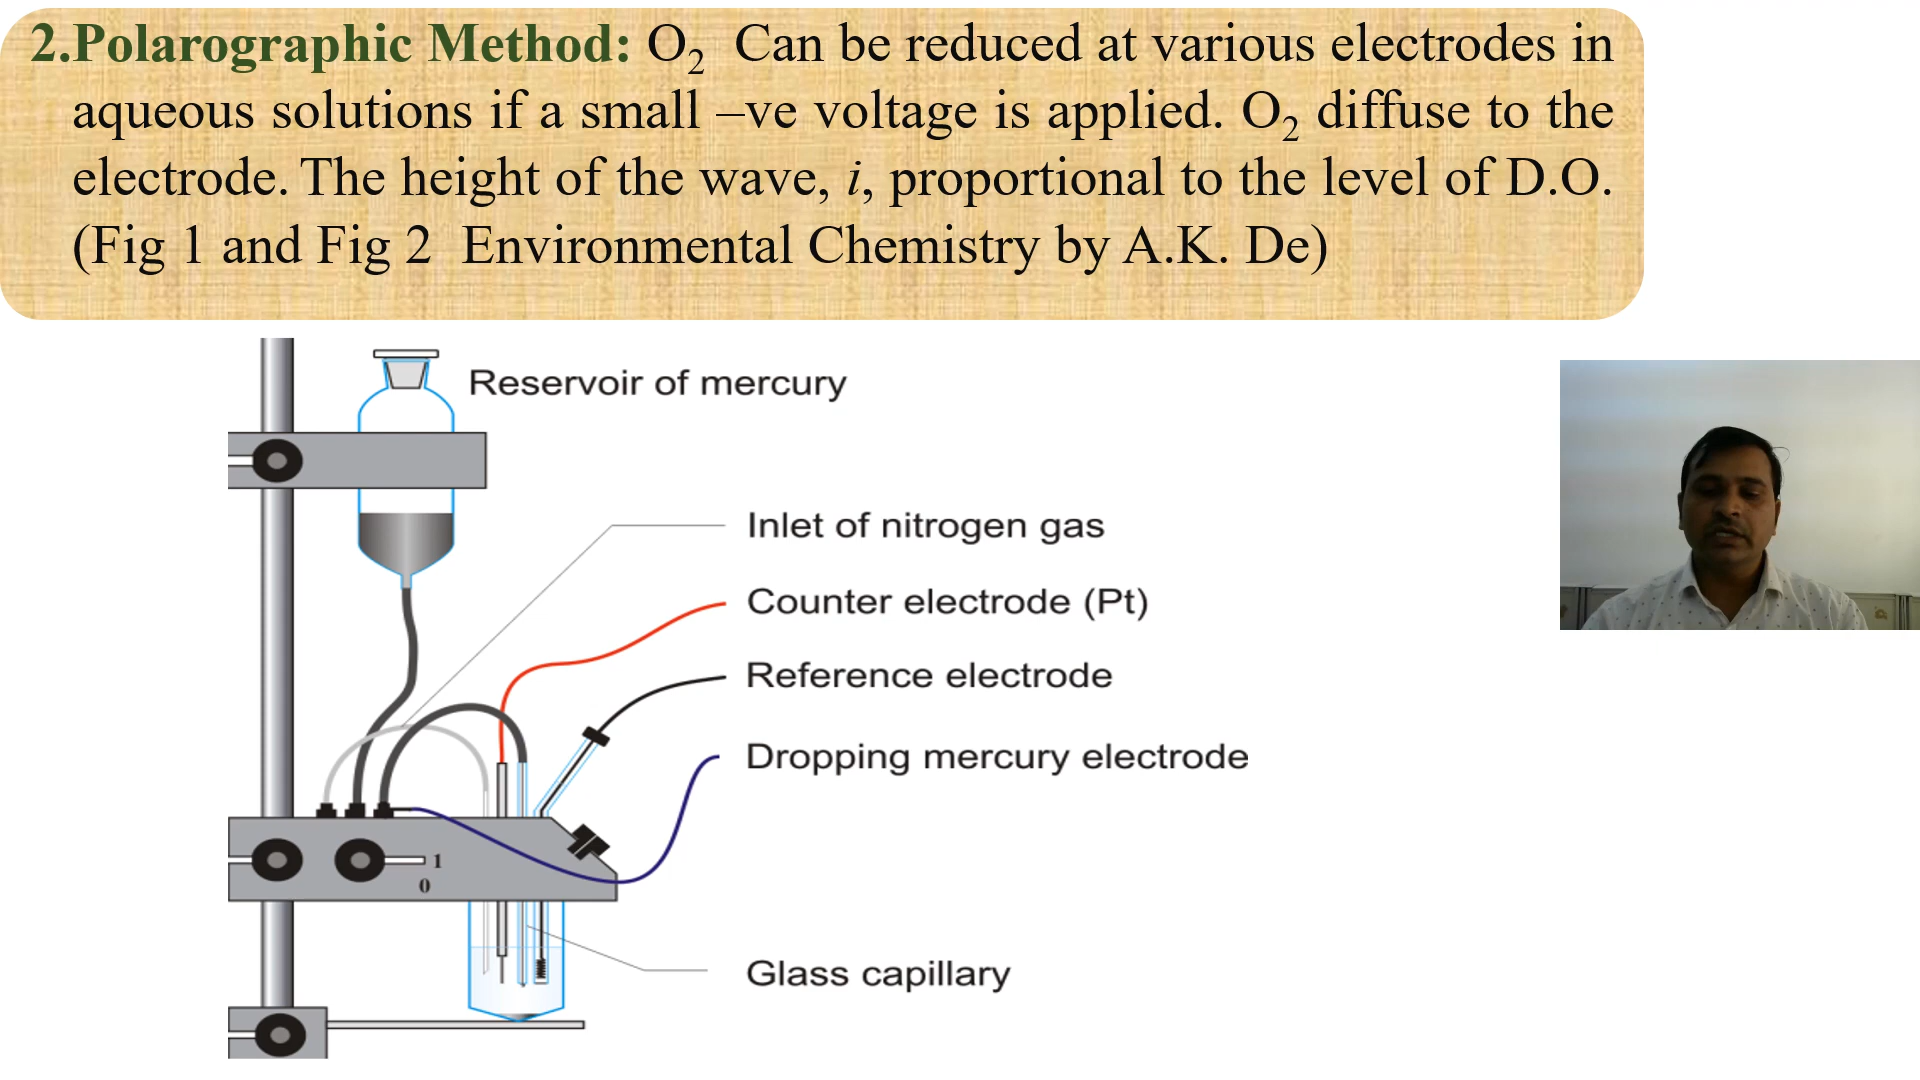 2.Polarographic Method: O₂ Can be reduced at various electrodes in
aqueous solutions if a small –ve voltage is applied. O₂ diffuse to the
electrode. The height of the wave, i, proportional to the level of D.O.
(Fig 1 and Fig 2 Environmental Chemistry by A.K. De)
Reservoir of mercury
Inlet of nitrogen gas
Counter electrode (Pt)
Reference electrode
Dropping mercury electrode
1
0
Glass capillary